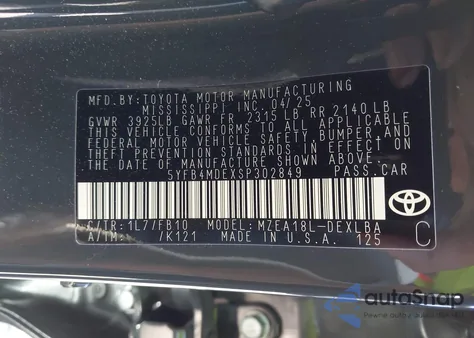 MFD.BY:TOYOTA MOTOR MANUFACTURING
MISSISSIPPI INC. 04/25
GVWR 3925LB GAWR FR 2315 LB RR 2140 LB
THIS VEHICLE CONFORMS TO ALL APPLICABLE
FEDERAL MOTOR VEHICLE SAFETY, BUMPER, AND
THEFT PREVENTION STANDARDS IN EFFECT ON
THE DATE OF MANUFACTURE SHOWN ABOVE.
5YFB4MDEXSP302849 PASS.CAR
C/TR:1L7/FB10 MODEL:MZEA18L-DEXLBA
A/TM: /K121 MADE IN U.S.A. 125
C
TOYOTA
autoSnap